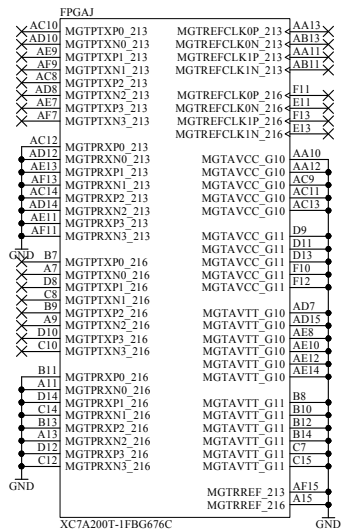 FPGAJ
AC10 MGTPTXP0_213
AD10 MGTPTXN0_213
AE9 MGTPTXP1_213
AF9 MGTPTXN1_213
AC8 MGTPTXP2_213
AD8 MGTPTXN2_213
AE7 MGTPTXP3_213
AF7 MGTPTXN3_213
AC12 MGTPRXP0_213
AD12 MGTPRXN0_213
AE13 MGTPRXP1_213
AF13 MGTPRXN1_213
AC14 MGTPRXP2_213
AD14 MGTPRXN2_213
AE11 MGTPRXP3_213
AF11 MGTPRXN3_213
GND
B7 MGTPTXP0_216
A7 MGTPTXN0_216
D8 MGTPTXP1_216
C8 MGTPTXN1_216
B9 MGTPTXP2_216
A9 MGTPTXN2_216
D10 MGTPTXP3_216
C10 MGTPTXN3_216
B11 MGTPRXP0_216
A11 MGTPRXN0_216
D14 MGTPRXP1_216
C14 MGTPRXN1_216
B13 MGTPRXP2_216
A13 MGTPRXN2_216
D12 MGTPRXP3_216
C12 MGTPRXN3_216
GND
MGTREFCLK0P_213 AA13
MGTREFCLK0N_213 AB13
MGTREFCLK1P_213 AA11
MGTREFCLK1N_213 AB11
MGTREFCLK0P_216 F11
MGTREFCLK0N_216 E11
MGTREFCLK1P_216 F13
MGTREFCLK1N_216 E13
MGTAVCC_G10 AA10
MGTAVCC_G10 AA12
MGTAVCC_G10 AC9
MGTAVCC_G10 AC11
MGTAVCC_G10 AC13
MGTAVCC_G11 D9
MGTAVCC_G11 D11
MGTAVCC_G11 D13
MGTAVCC_G11 F10
MGTAVCC_G11 F12
MGTAVTT_G10 AD7
MGTAVTT_G10 AD15
MGTAVTT_G10 AE8
MGTAVTT_G10 AE10
MGTAVTT_G10 AE12
MGTAVTT_G10 AE14
MGTAVTT_G11 B8
MGTAVTT_G11 B10
MGTAVTT_G11 B12
MGTAVTT_G11 B14
MGTAVTT_G11 C7
MGTAVTT_G11 C15
MGTRREF_213 AF15
MGTRREF_216 A15
GND
XC7A200T-1FBG676C